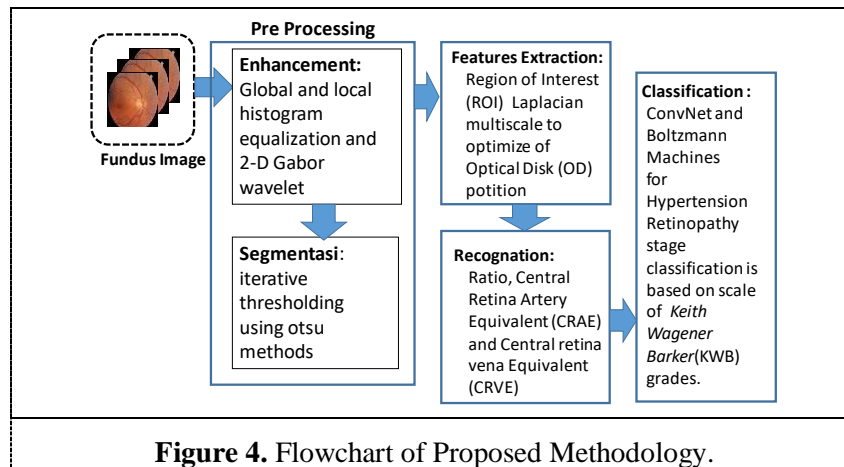 Pre Processing
Fundus Image
Enhancement:
Global and local
histogram
equalization and
2-D Gabor
wavelet
Segmentasi:
iterative
thresholding
using otsu
methods
Features Extraction:
Region of Interest
(ROI) Laplacian
multiscale to
optimize of
Optical Disk (OD)
potition
Recognation:
Ratio, Central
Retina Artery
Equivalent (CRAE)
and Central retina
vena Equivalent
(CRVE)
Classification :
ConvNet and
Boltzmann
Machines
for
Hypertension
Retinopathy
stage
classification is
based on scale
of Keith
Wagener
Barker(KWB)
grades.
Figure 4. Flowchart of Proposed Methodology.